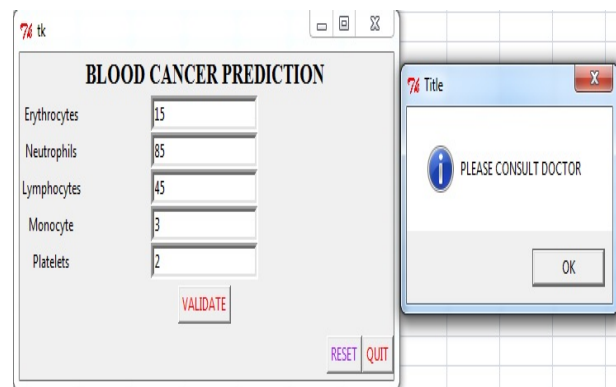 tk
BLOOD CANCER PREDICTION
Erythrocytes 15
Neutrophils 85
Lymphocytes 45
Monocyte 3
Platelets 2
VALIDATE
RESET QUIT
Title
PLEASE CONSULT DOCTOR
OK